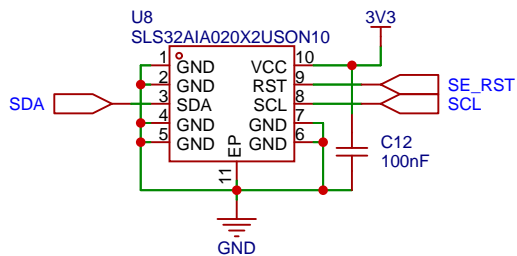 U8
SLS32AIA020X2USON10
3V3
1 GND VCC 10
2 GND RST 9 SE_RST
SDA 3 SDA SCL 8 SCL
4 GND GND 7
5 GND GND 6
EP
11
C12
100nF
GND